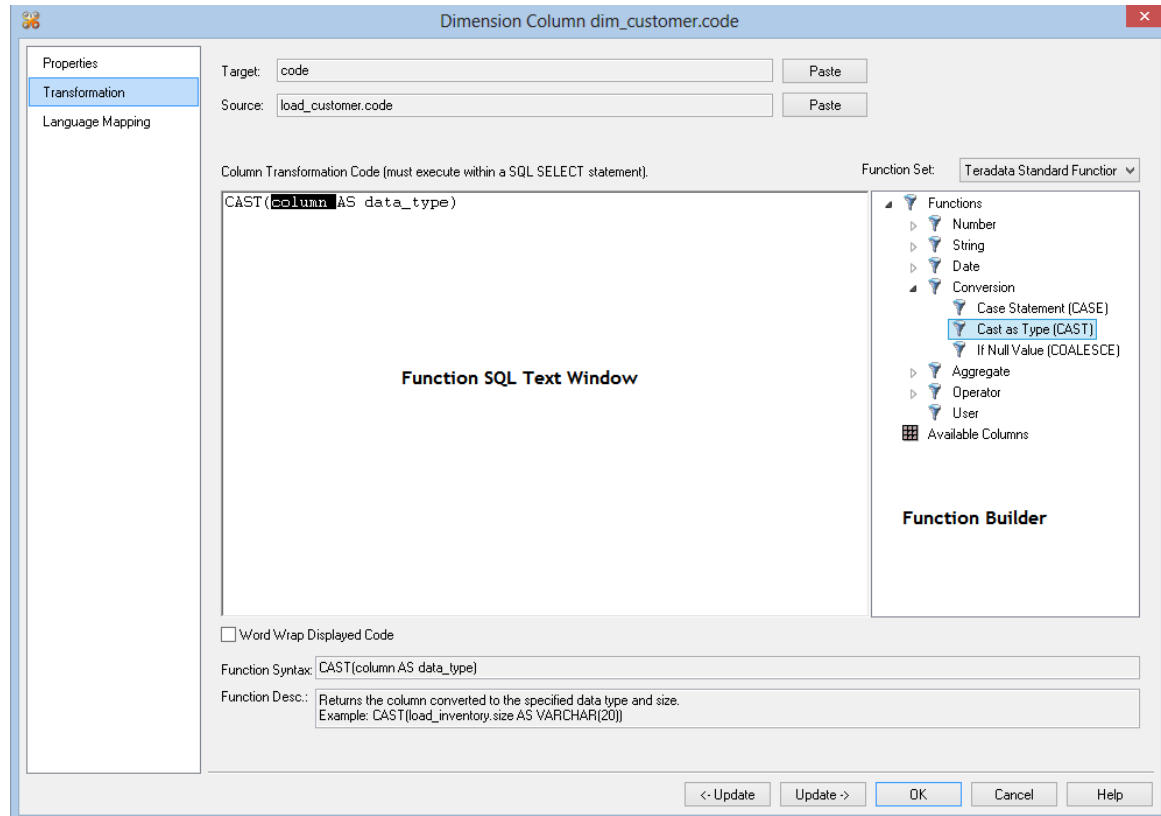 Dimension Column dim_customer.code
Properties
Transformation
Language Mapping
Target: code Paste
Source: load_customer.code Paste
Column Transformation Code (must execute within a SQL SELECT statement).
Function Set: Teradata Standard Functior
CAST(column AS data_type)
Function SQL Text Window
Functions
Number
String
Date
Conversion
Case Statement (CASE)
Cast as Type (CAST)
If Null Value (COALESCE)
Aggregate
Operator
User
Available Columns
Function Builder
Word Wrap Displayed Code
Function Syntax: CAST(column AS data_type)
Function Desc.: Returns the column converted to the specified data type and size.
Example: CAST(load_inventory.size AS VARCHAR(20))
<- Update Update -> OK Cancel Help